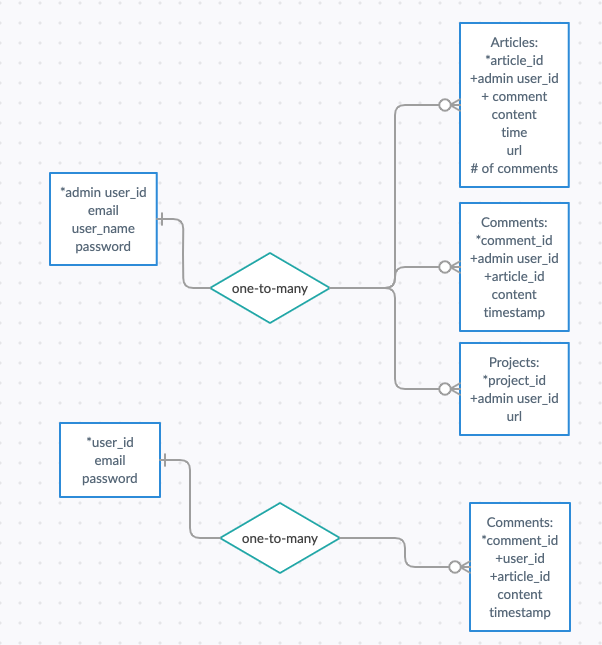 Articles:
*article_id
+admin user_id
+ comment
content
time
url
# of comments
*admin user_id
email
user_name
password
one-to-many
Comments:
*comment_id
+admin user_id
+article_id
content
timestamp
Projects:
*project_id
+admin user_id
url
*user_id
email
password
one-to-many
Comments:
*comment_id
+user_id
+article_id
content
timestamp